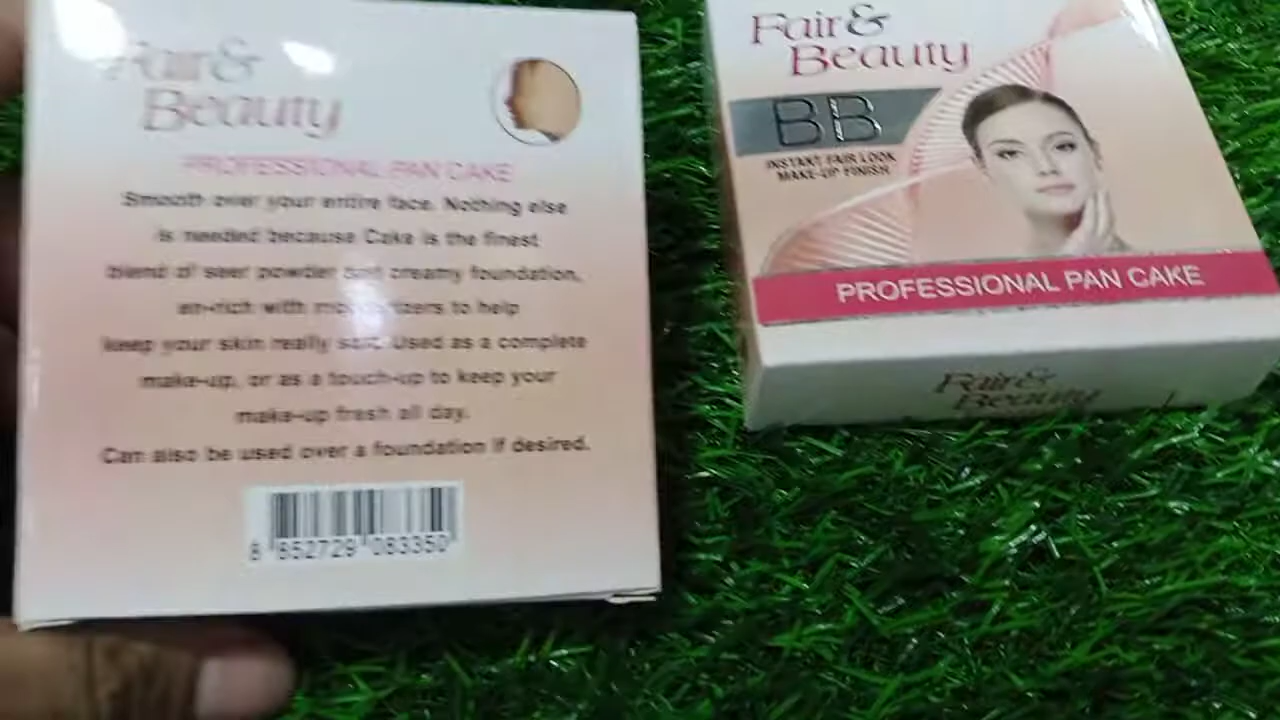 Fair&
Beauty
PROFESSIONAL PAN CAKE
Smooth over your entire face. Nothing else
is needed because Cake is the finest
blend of seer powder and creamy foundation,
en-rich with to help
keep your skin really Used as a complete
make-up, or as a touch-up to keep your
make-up fresh all day.
Can also be used over a foundation if desired.
8 852729 083350
Fair&
Beauty
BB
INSTANT FAIR LOOK
MAKE-UP FINISH
PROFESSIONAL PAN CAKE
Fair&
Beauty